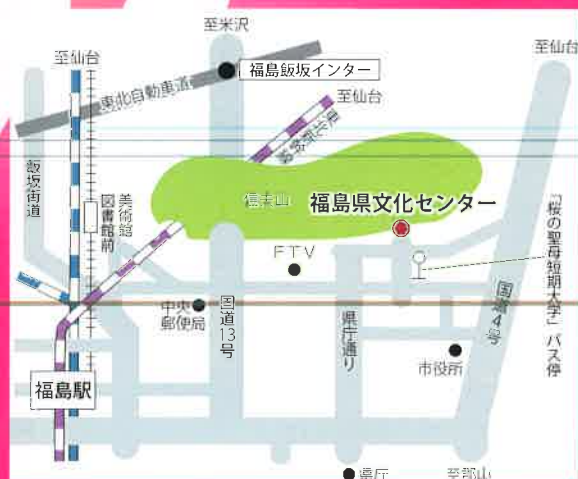 至米沢
至仙台
至仙台
福島飯坂インター
東北自動車道
至仙台
飯坂街道
美術館
図書館前
信夫山
福島県文化センター
「桜の聖母短期大学」バス停
FTV
中央
郵便局
国道13号
県庁通り
国道4号
市役所
福島駅
県庁
至郡山